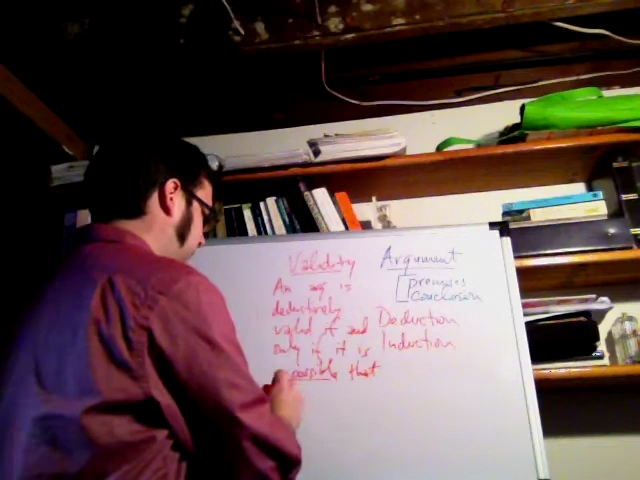 Validity
An arg is
deductively
valid if and
only if it is
possible that
Argument
premises
conclusion
Deduction
Induction